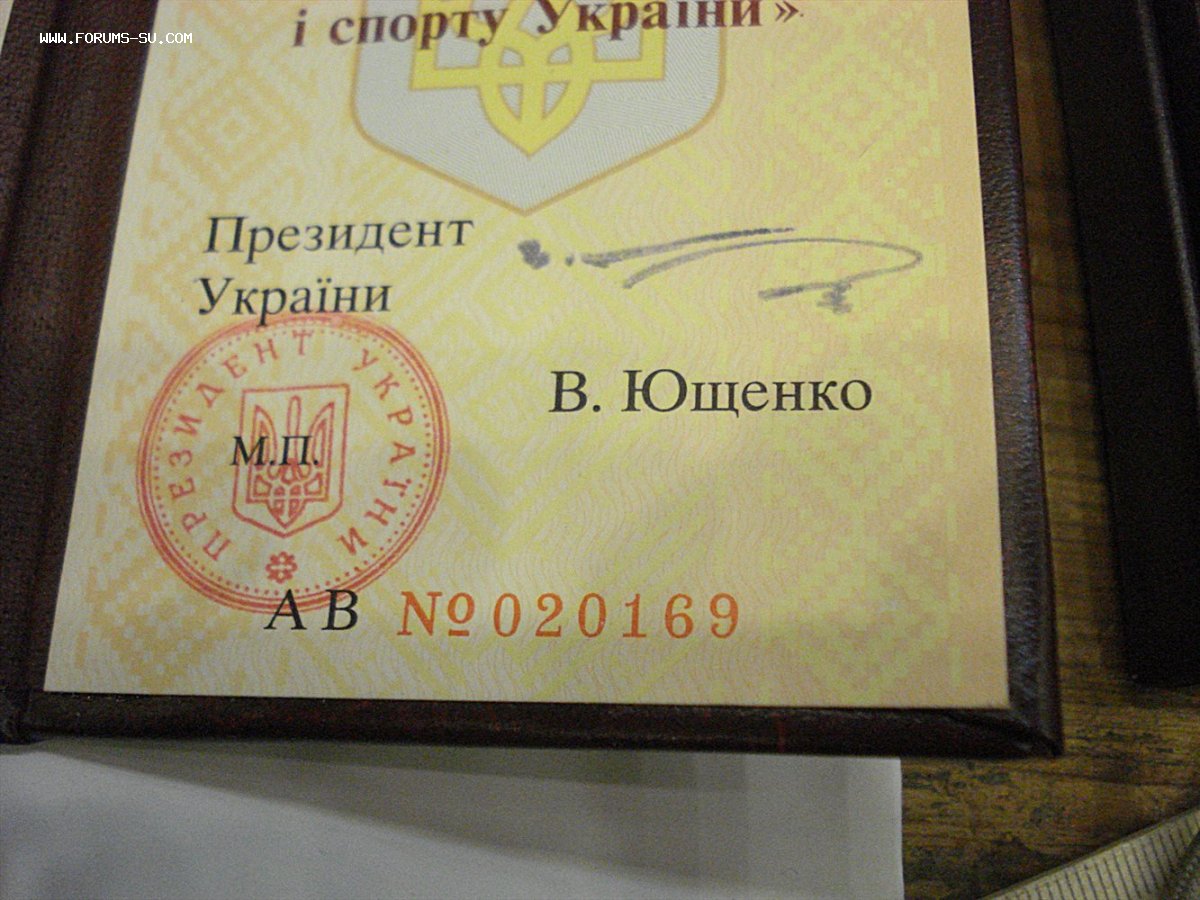 WWW.FORUMS-SU.COM
і спорту України»
Президент
України
В. Ющенко
ПРЕЗИДЕНТ УКРАЇНИ
М.П.
АВ №020169